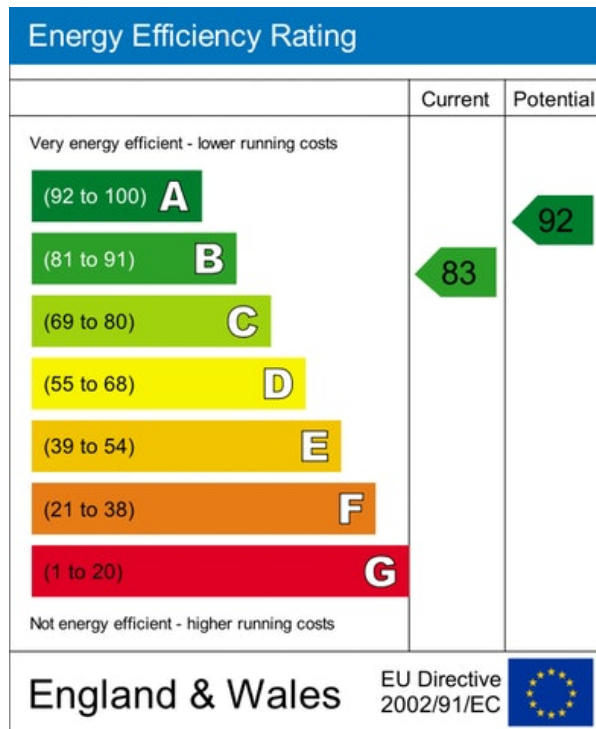 Energy Efficiency Rating
Current Potential
Very energy efficient - lower running costs
(92 to 100) A
92
(81 to 91) B
83
(69 to 80) C
(55 to 68) D
(39 to 54) E
(21 to 38) F
(1 to 20) G
Not energy efficient - higher running costs
England & Wales
EU Directive
2002/91/EC